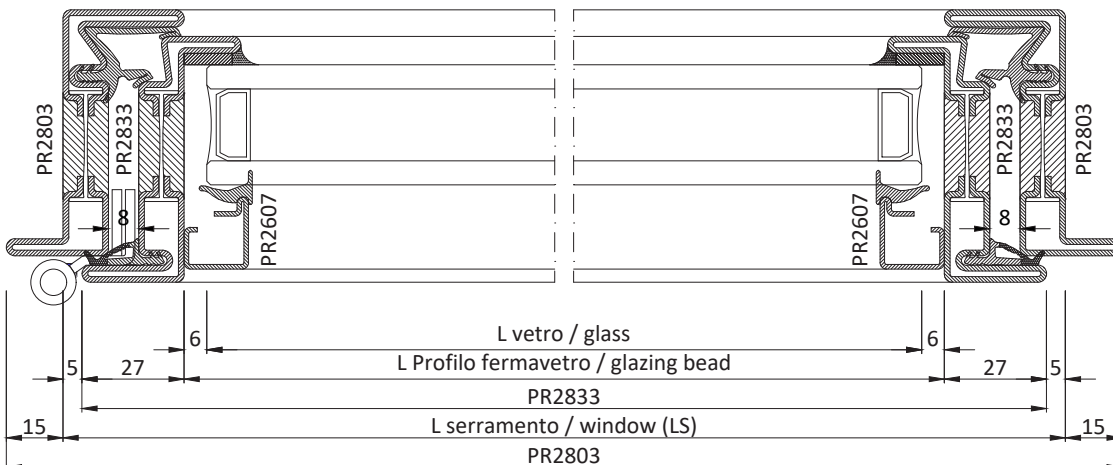 PR2803
PR2833
PR2833
PR2803
PR2607
PR2607
8
8
L vetro / glass
6
6
L Profilo fermavetro / glazing bead
5
27
27
5
PR2833
15
L serramento / window (LS)
15
PR2803